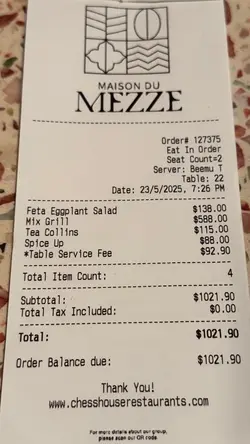 MAISON DU
MEZZE
Order# 127375
Eat In Order
Seat Count=2
Server: Beemu T
Table: 22
Date: 23/5/2025, 7:26 PM
Feta Eggplant Salad $138.00
Mix Grill $588.00
Tea Collins $115.00
Spice Up $88.00
*Table Service Fee $92.90
Total Item Count: 4
Subtotal: $1021.90
Total Tax Included: $0.00
Total: $1021.90
Order Balance due: $1021.90
Thank You!
www.chesshouserestaurants.com
For more details about our group,
please scan our QR code.